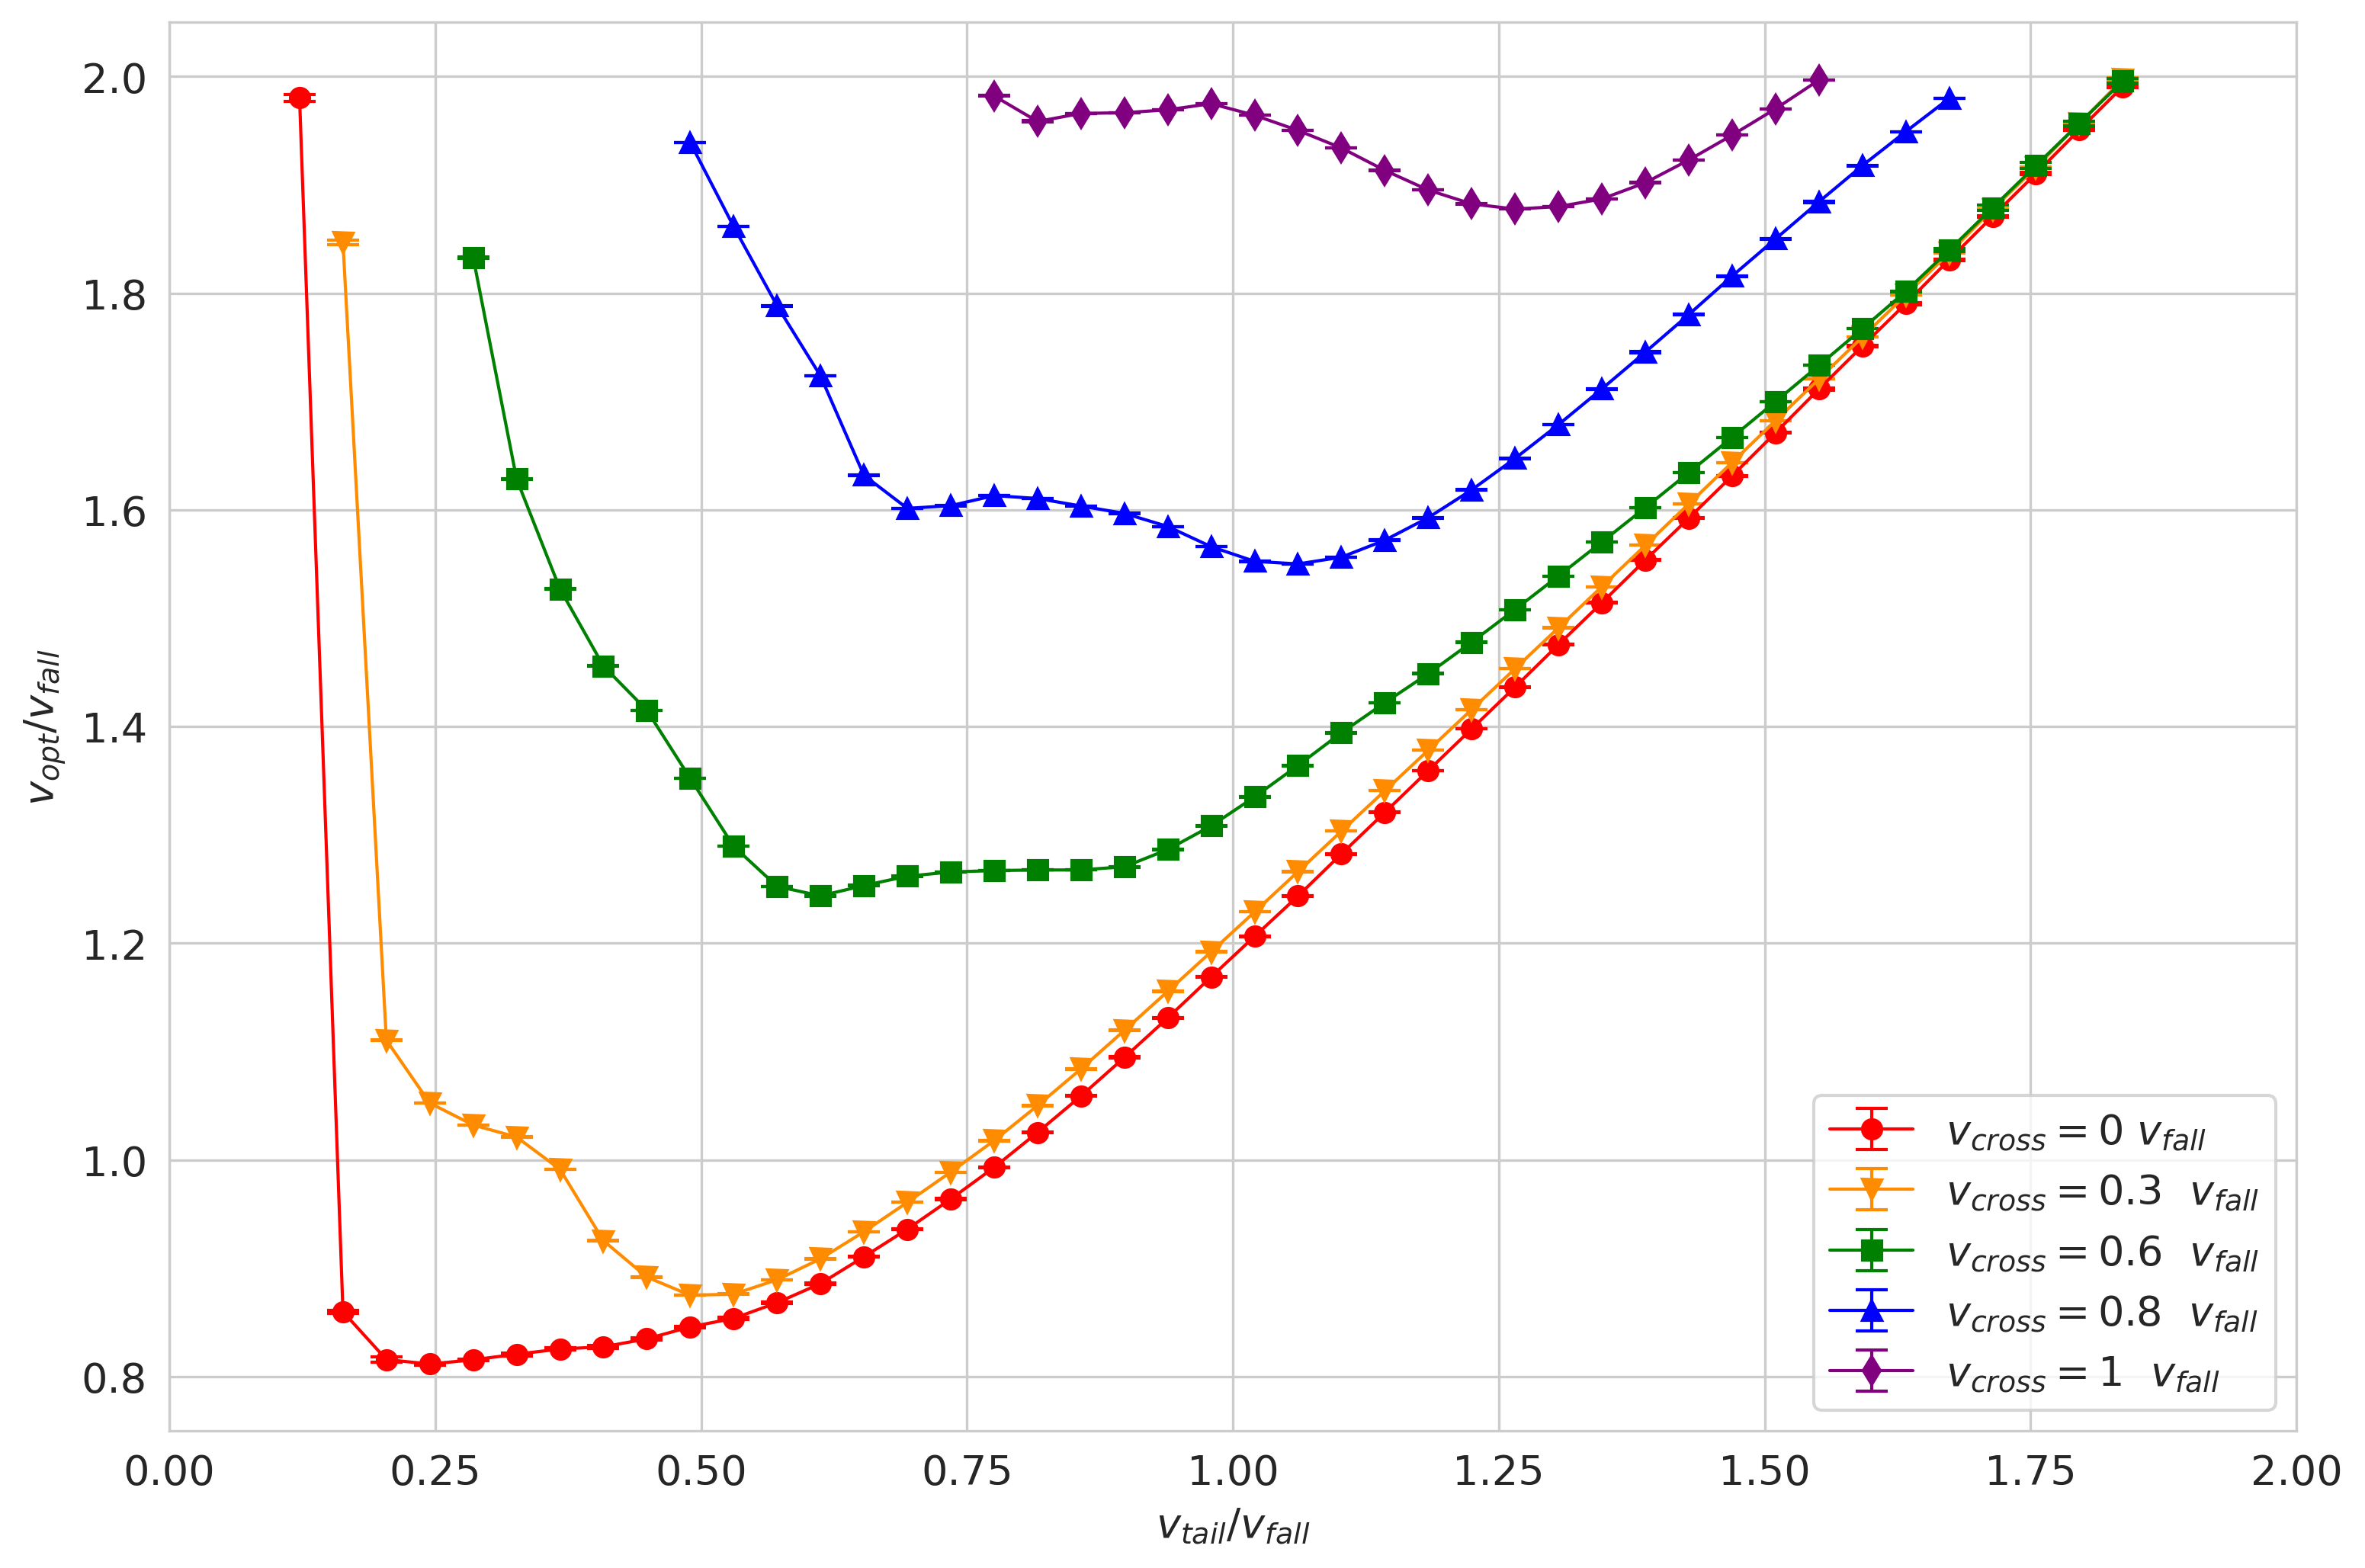 2.0
1.8
1.6
1.4
1.2
1.0
0.8
v_opt/v_fall
0.00 0.25 0.50 0.75 1.00 1.25 1.50 1.75 2.00
v_tail/v_fall
v_cross = 0 v_fall
v_cross = 0.3 v_fall
v_cross = 0.6 v_fall
v_cross = 0.8 v_fall
v_cross = 1 v_fall